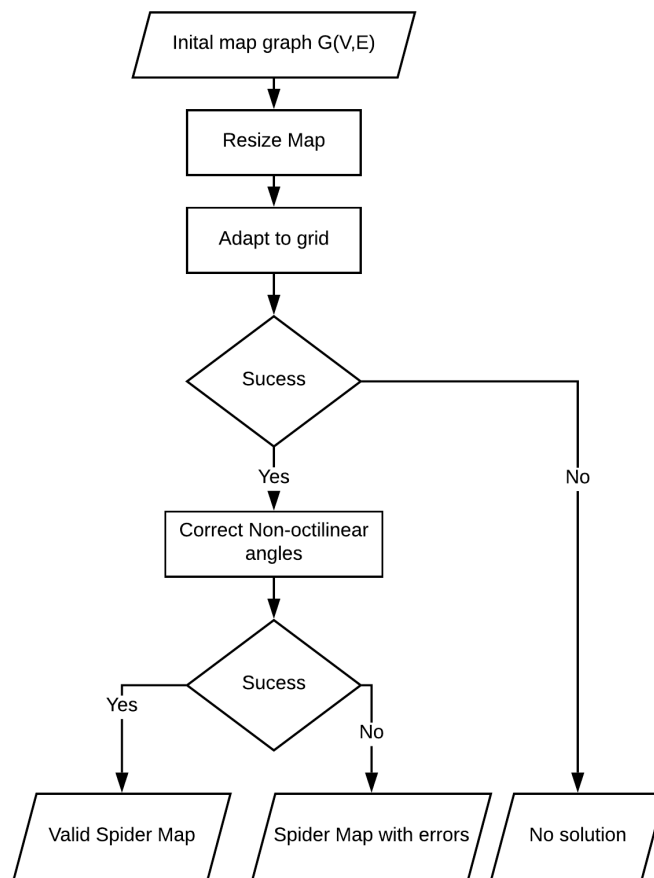 Inital map graph G(V,E)
Resize Map
Adapt to grid
Sucess
Yes
No
Correct Non-octilinear
angles
Sucess
Yes
No
Valid Spider Map
Spider Map with errors
No solution